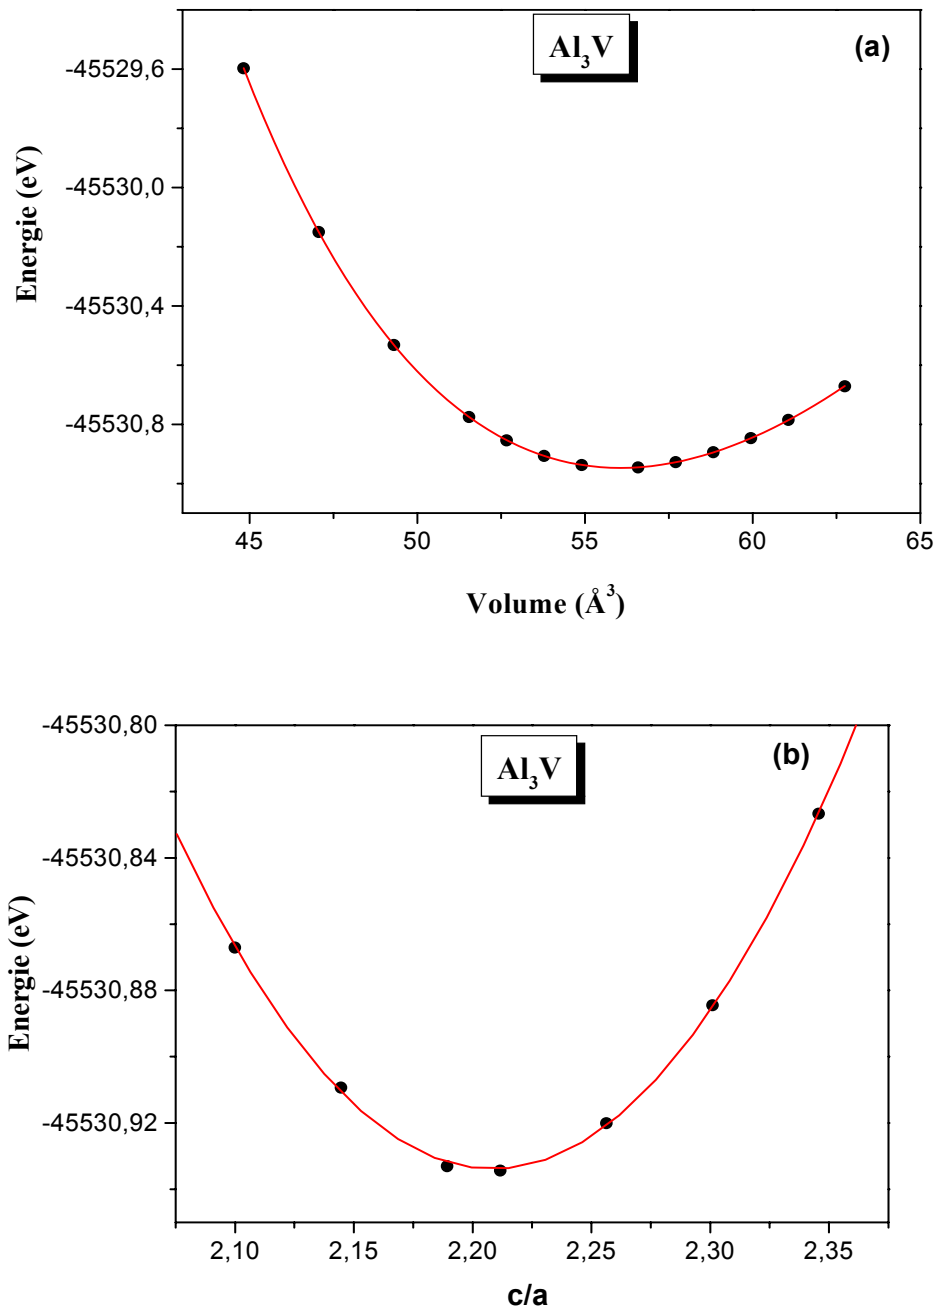 Al₃V
(a)
-45529,6
-45530,0
-45530,4
-45530,8
Energie (eV)
45 50 55 60 65
Volume (Å³)
-45530,80
Al₃V
(b)
-45530,84
-45530,88
-45530,92
Energie (eV)
2,10 2,15 2,20 2,25 2,30 2,35
c/a